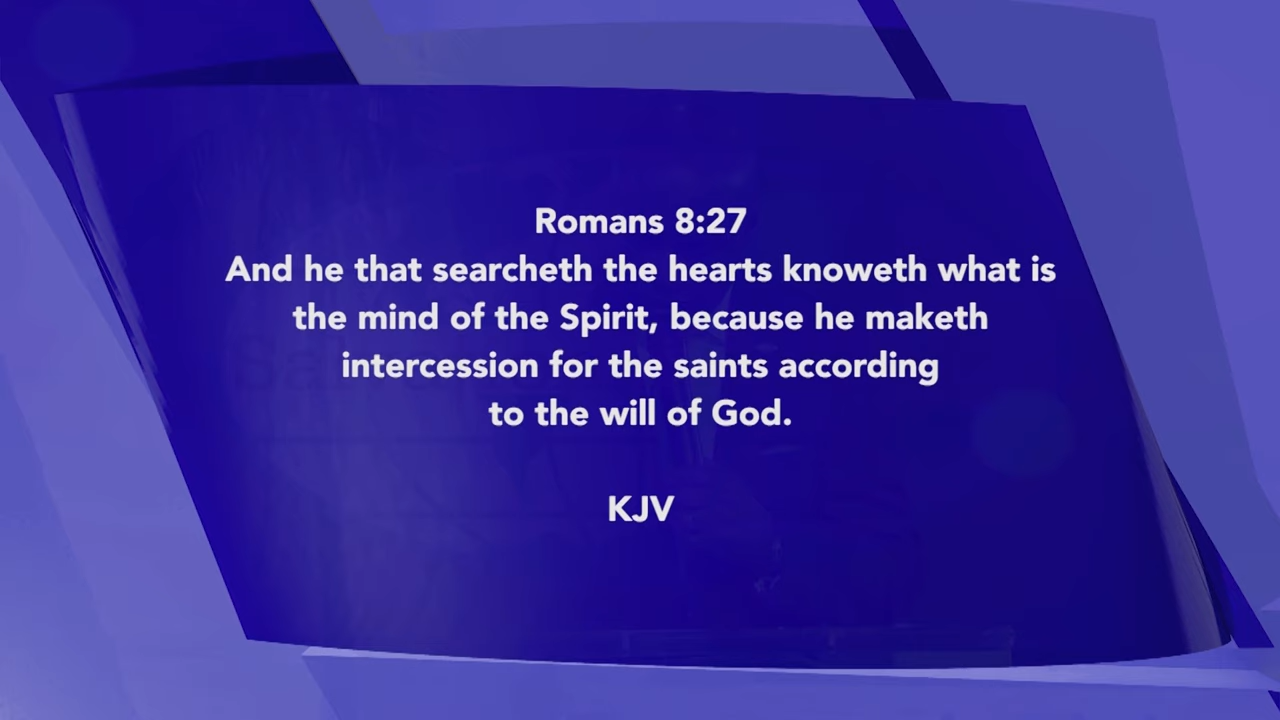 Romans 8:27
And he that searcheth the hearts knoweth what is
the mind of the Spirit, because he maketh
intercession for the saints according
to the will of God.
KJV